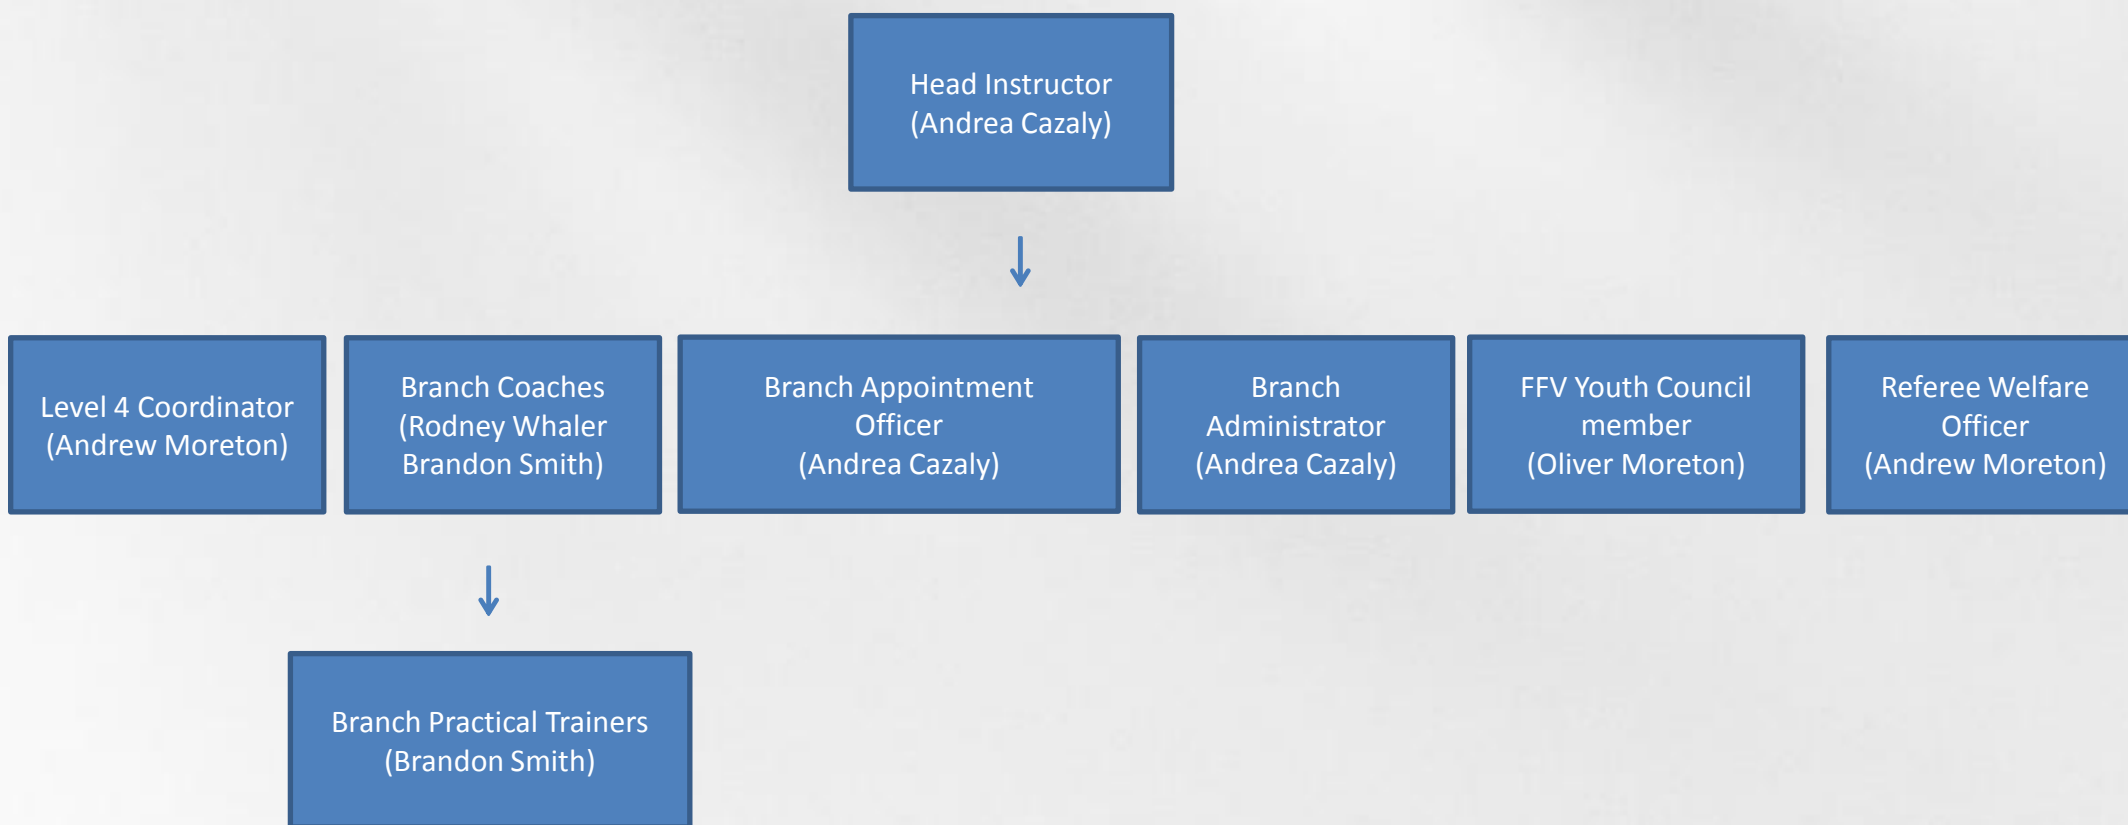 Head Instructor
(Andrea Cazaly)
Level 4 Coordinator
(Andrew Moreton)
Branch Coaches
(Rodney Whaler
Brandon Smith)
Branch Appointment
Officer
(Andrea Cazaly)
Branch
Administrator
(Andrea Cazaly)
FFV Youth Council
member
(Oliver Moreton)
Referee Welfare
Officer
(Andrew Moreton)
Branch Practical Trainers
(Brandon Smith)